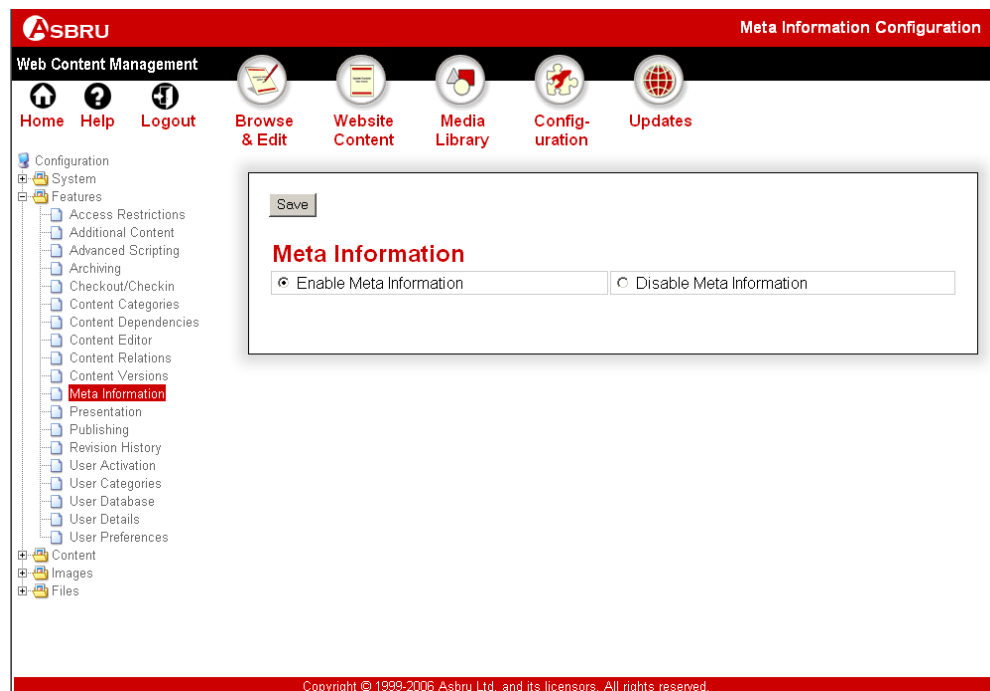 ASBRU
Meta Information Configuration
Web Content Management
Home
Help
Logout
Browse
& Edit
Website
Content
Media
Library
Config-
uration
Updates
Configuration
System
Features
Access Restrictions
Additional Content
Advanced Scripting
Archiving
Checkout/Checkin
Content Categories
Content Dependencies
Content Editor
Content Relations
Content Versions
Meta Information
Presentation
Publishing
Revision History
User Activation
User Categories
User Database
User Details
User Preferences
Content
Images
Files
Save
Meta Information
Enable Meta Information
Disable Meta Information
Copyright © 1999-2006 Asbru Ltd. and its licensors. All rights reserved.